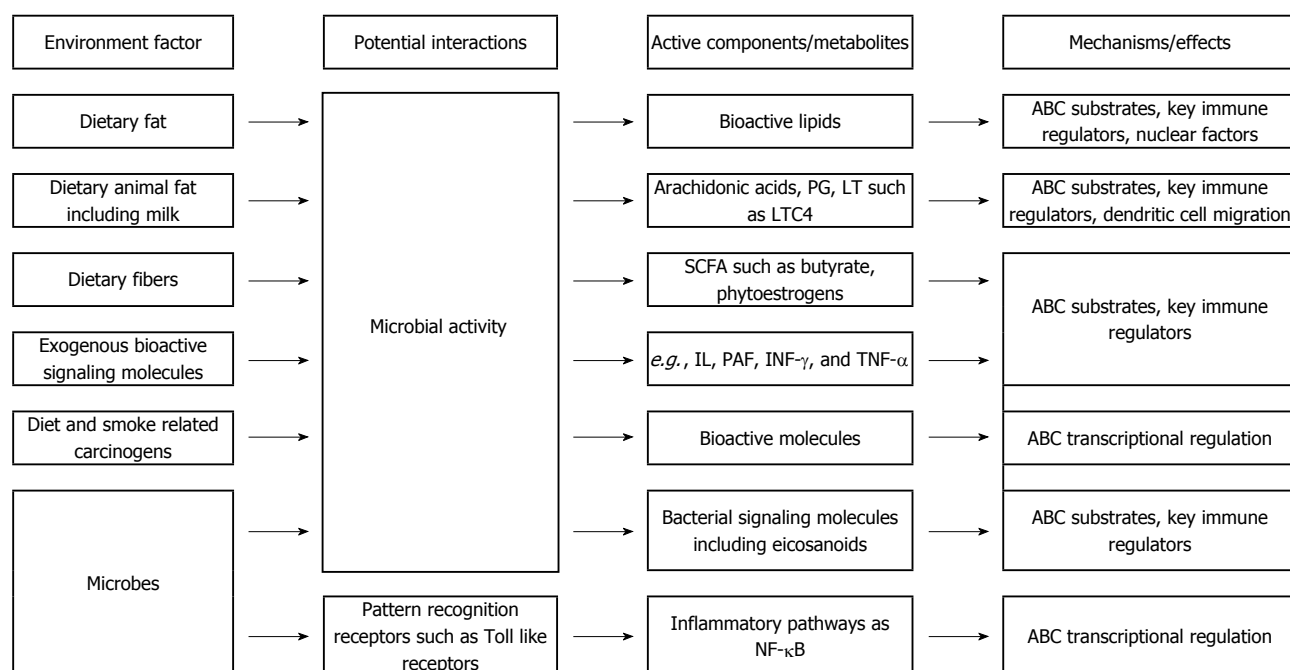 Environment factor
Potential interactions
Active components/metabolites
Mechanisms/effects
Dietary fat
Microbial activity
Bioactive lipids
ABC substrates, key immune
regulators, nuclear factors
Dietary animal fat
including milk
Arachidonic acids, PG, LT such
as LTC4
ABC substrates, key immune
regulators, dendritic cell migration
Dietary fibers
SCFA such as butyrate,
phytoestrogens
ABC substrates, key immune
regulators
Exogenous bioactive
signaling molecules
e.g., IL, PAF, INF-γ, and TNF-α
Diet and smoke related
carcinogens
Bioactive molecules
ABC transcriptional regulation
Microbes
Bacterial signaling molecules
including eicosanoids
ABC substrates, key immune
regulators
Pattern recognition
receptors such as Toll like
receptors
Inflammatory pathways as
NF-κB
ABC transcriptional regulation